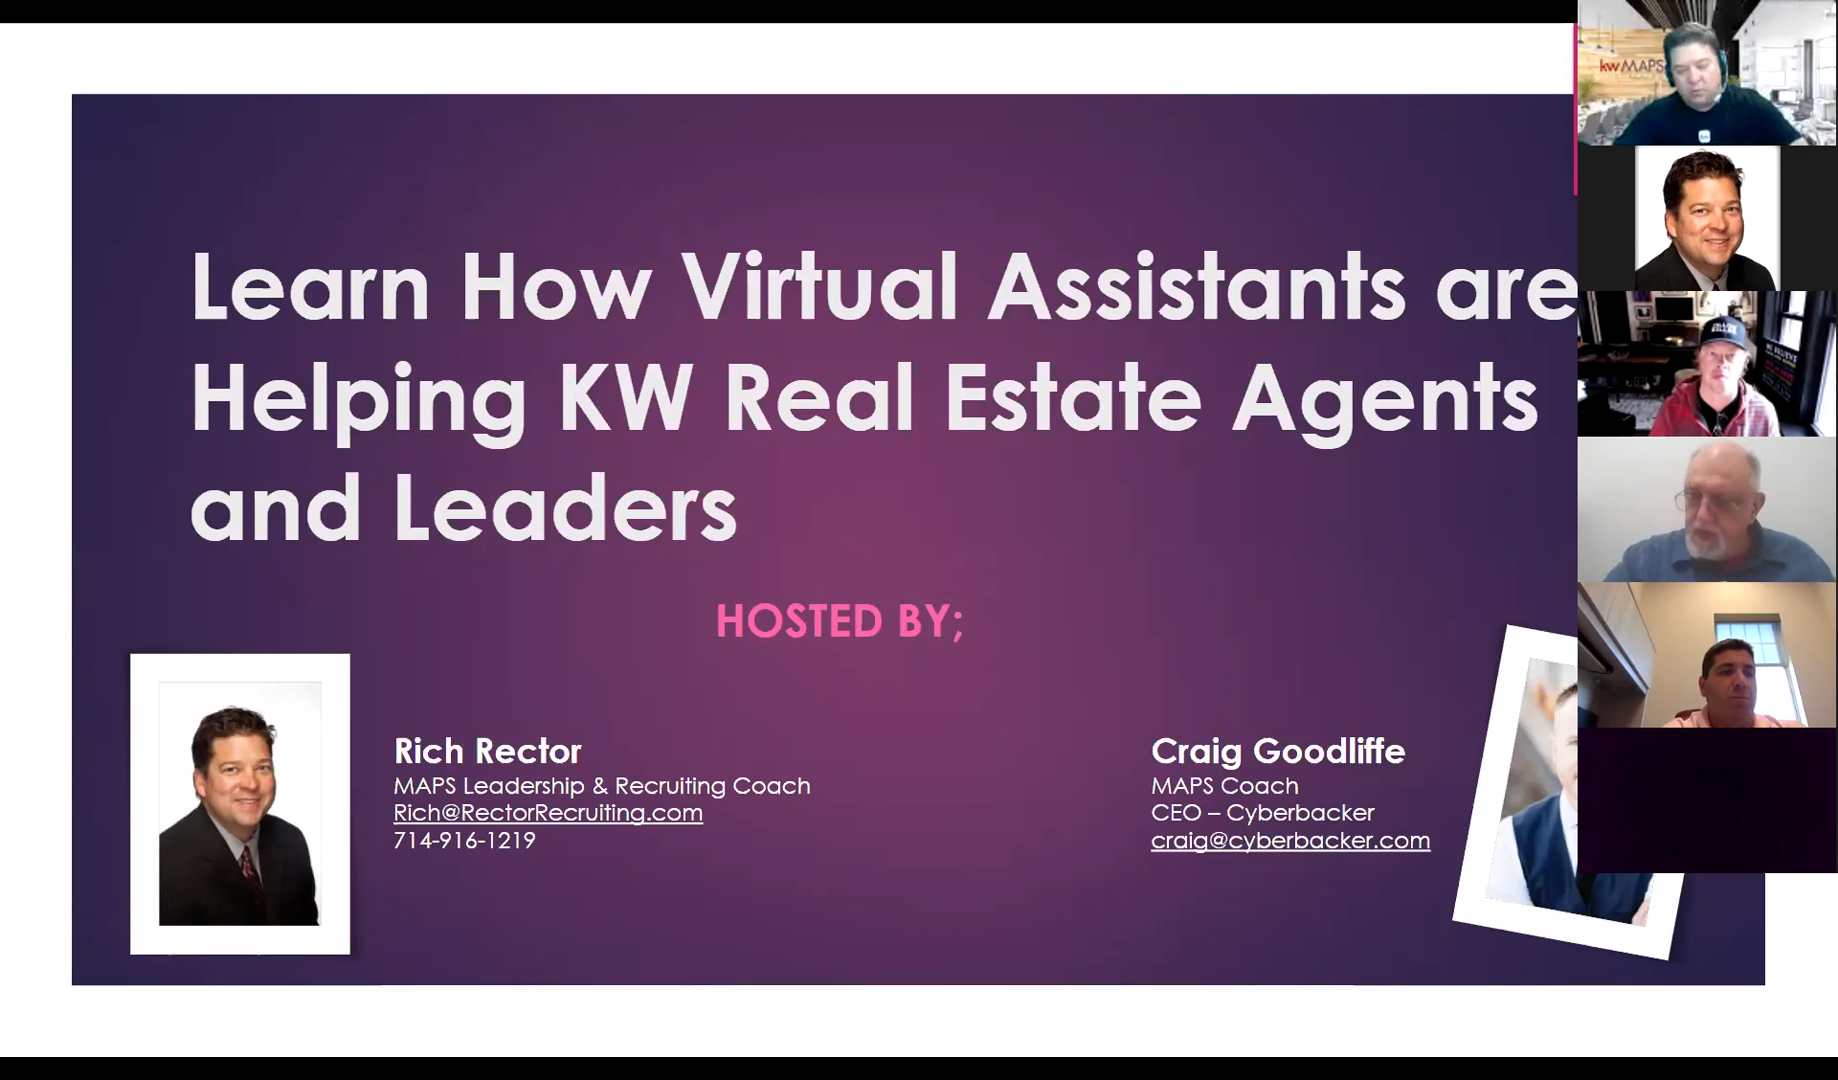 Learn How Virtual Assistants are
Helping KW Real Estate Agents
and Leaders
HOSTED BY;
Rich Rector
MAPS Leadership & Recruiting Coach
Rich@RectorRecruiting.com
714-916-1219
Craig Goodliffe
MAPS Coach
CEO – Cyberbacker
craig@cyberbacker.com
kw MAPS